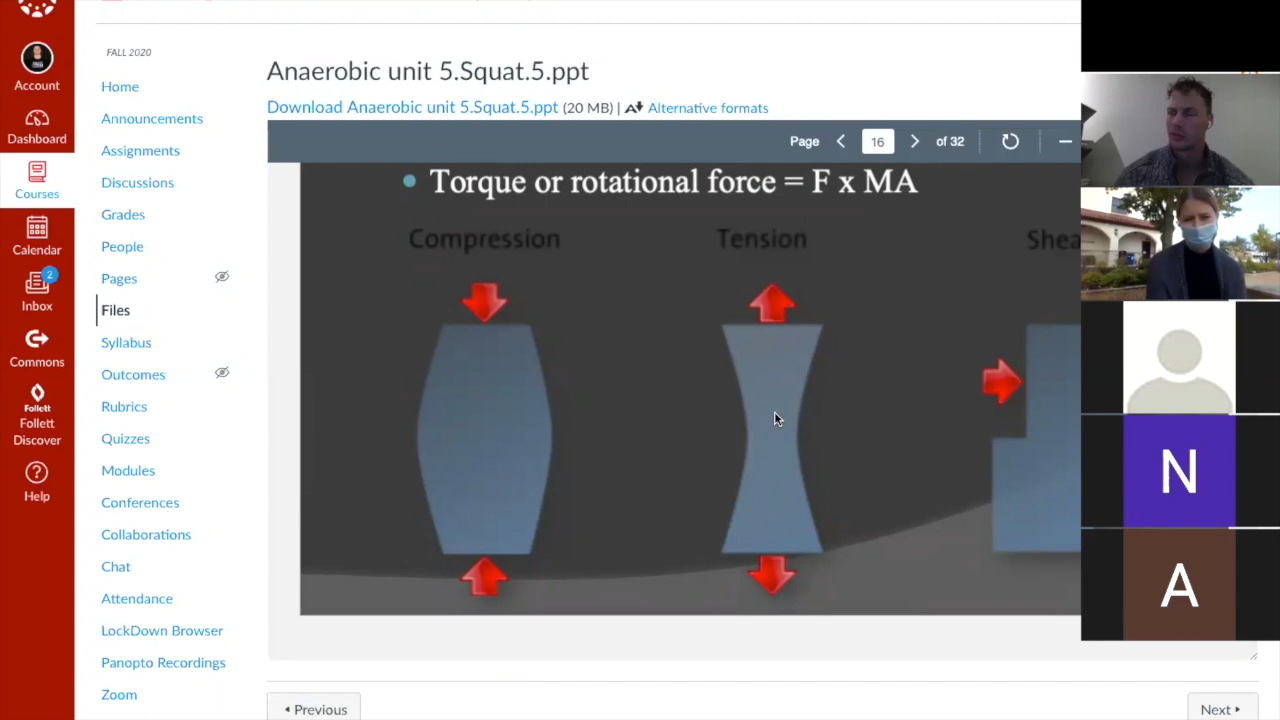 Account
Dashboard
Courses
Calendar
2
Inbox
Commons
Follett
Follett
Discover
?
Help
FALL 2020
Home
Announcements
Assignments
Discussions
Grades
People
Pages
Files
Syllabus
Outcomes
Rubrics
Quizzes
Modules
Conferences
Collaborations
Chat
Attendance
LockDown Browser
Panopto Recordings
Zoom
Anaerobic unit 5.Squat.5.ppt
Download Anaerobic unit 5.Squat.5.ppt (20 MB) | Alternative formats
Page 16 of 32
• Torque or rotational force = F x MA
Compression Tension Shea
Previous Next
N
A